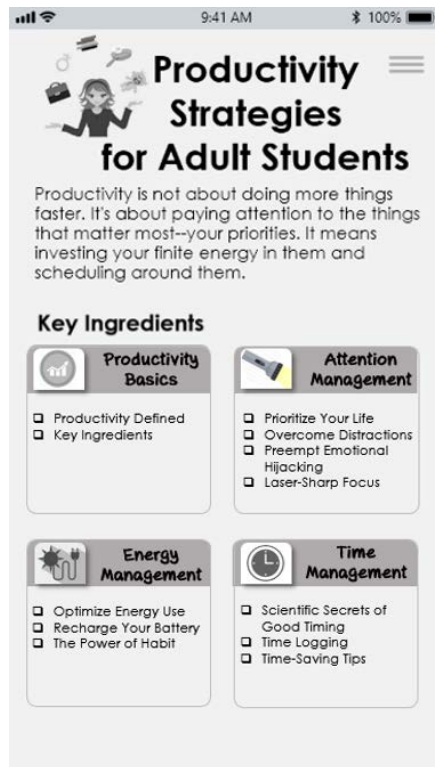 9:41 AM
100%
Productivity
Strategies
for Adult Students
Productivity is not about doing more things
faster. It's about paying attention to the things
that matter most--your priorities. It means
investing your finite energy in them and
scheduling around them.
Key Ingredients
Productivity
Basics
Productivity Defined
Key Ingredients
Attention
Management
Prioritize Your Life
Overcome Distractions
Preempt Emotional
Hijacking
Laser-Sharp Focus
Energy
Management
Optimize Energy Use
Recharge Your Battery
The Power of Habit
Time
Management
Scientific Secrets of
Good Timing
Time Logging
Time-Saving Tips